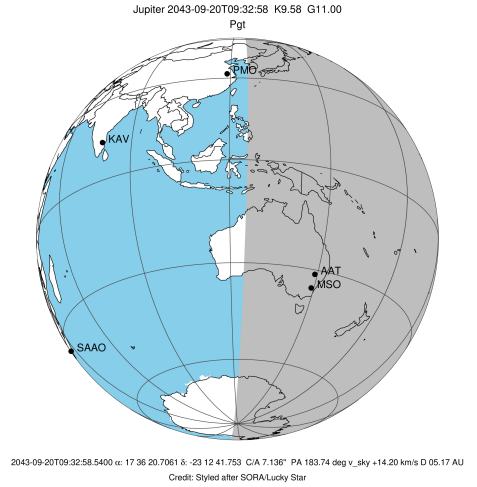 Jupiter 2043-09-20T09:32:58  K9.58  G11.00
Pgt
PMO
KAV
AAT
MSO
SAAO
2043-09-20T09:32:58.5400 α: 17 36 20.7061 δ: -23 12 41.753  C/A 7.136"  PA 183.74 deg v_sky +14.20 km/s D 05.17 AU
Credit: Styled after SORA/Lucky Star